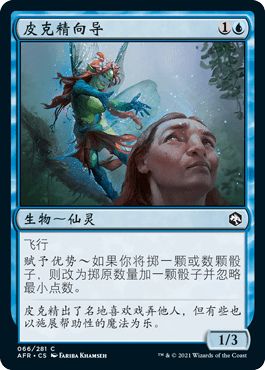 皮克精向导 1
生物～仙灵
飞行
赋予优势～如果你将掷一颗或数颗骰
子，则改为掷原数量加一颗骰子并忽略
最小点数。
皮克精出了名地喜欢戏弄他人，但有些也
以施展帮助性的魔法为乐。
1/3
066/281 C
AFR • CS FARIBA KHAMSEH
™ & © 2021 Wizards of the Coast